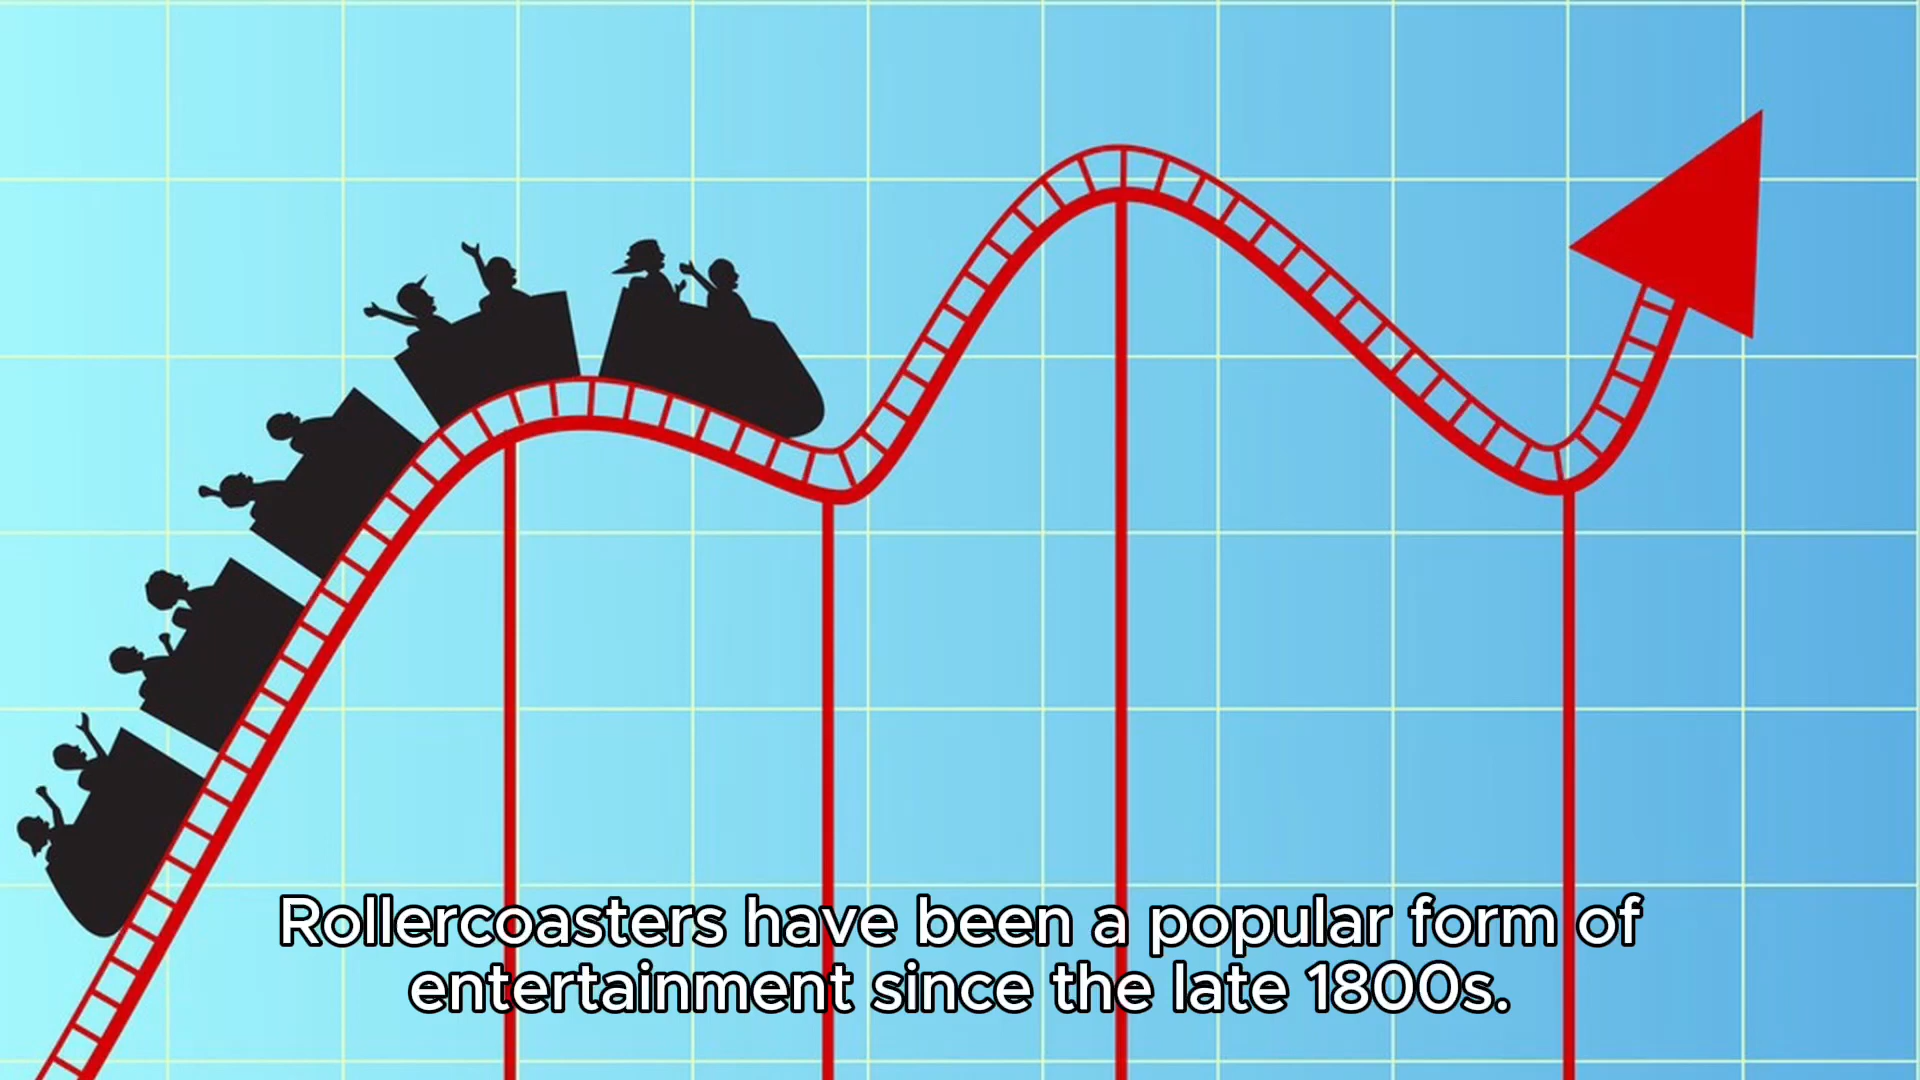 Rollercoasters have been a popular form of
entertainment since the late 1800s.